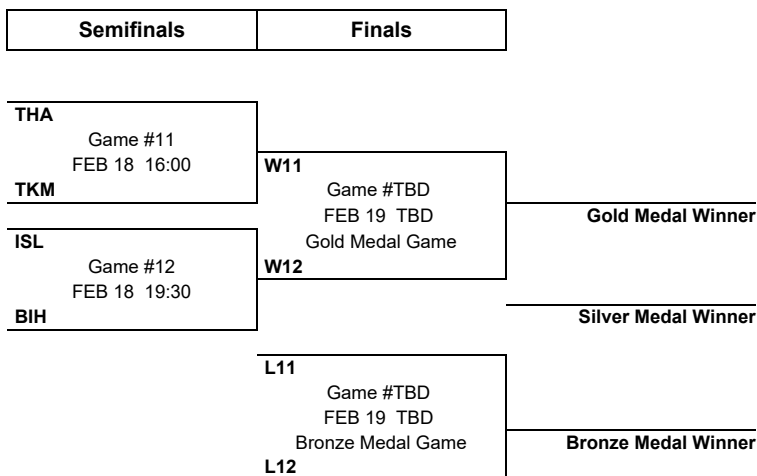 Semifinals Finals
THA
Game #11
FEB 18 16:00
TKM
ISL
Game #12
FEB 18 19:30
BIH
W11
Game #TBD
FEB 19 TBD
Gold Medal Game
W12
L11
Game #TBD
FEB 19 TBD
Bronze Medal Game
L12
Gold Medal Winner
Silver Medal Winner
Bronze Medal Winner